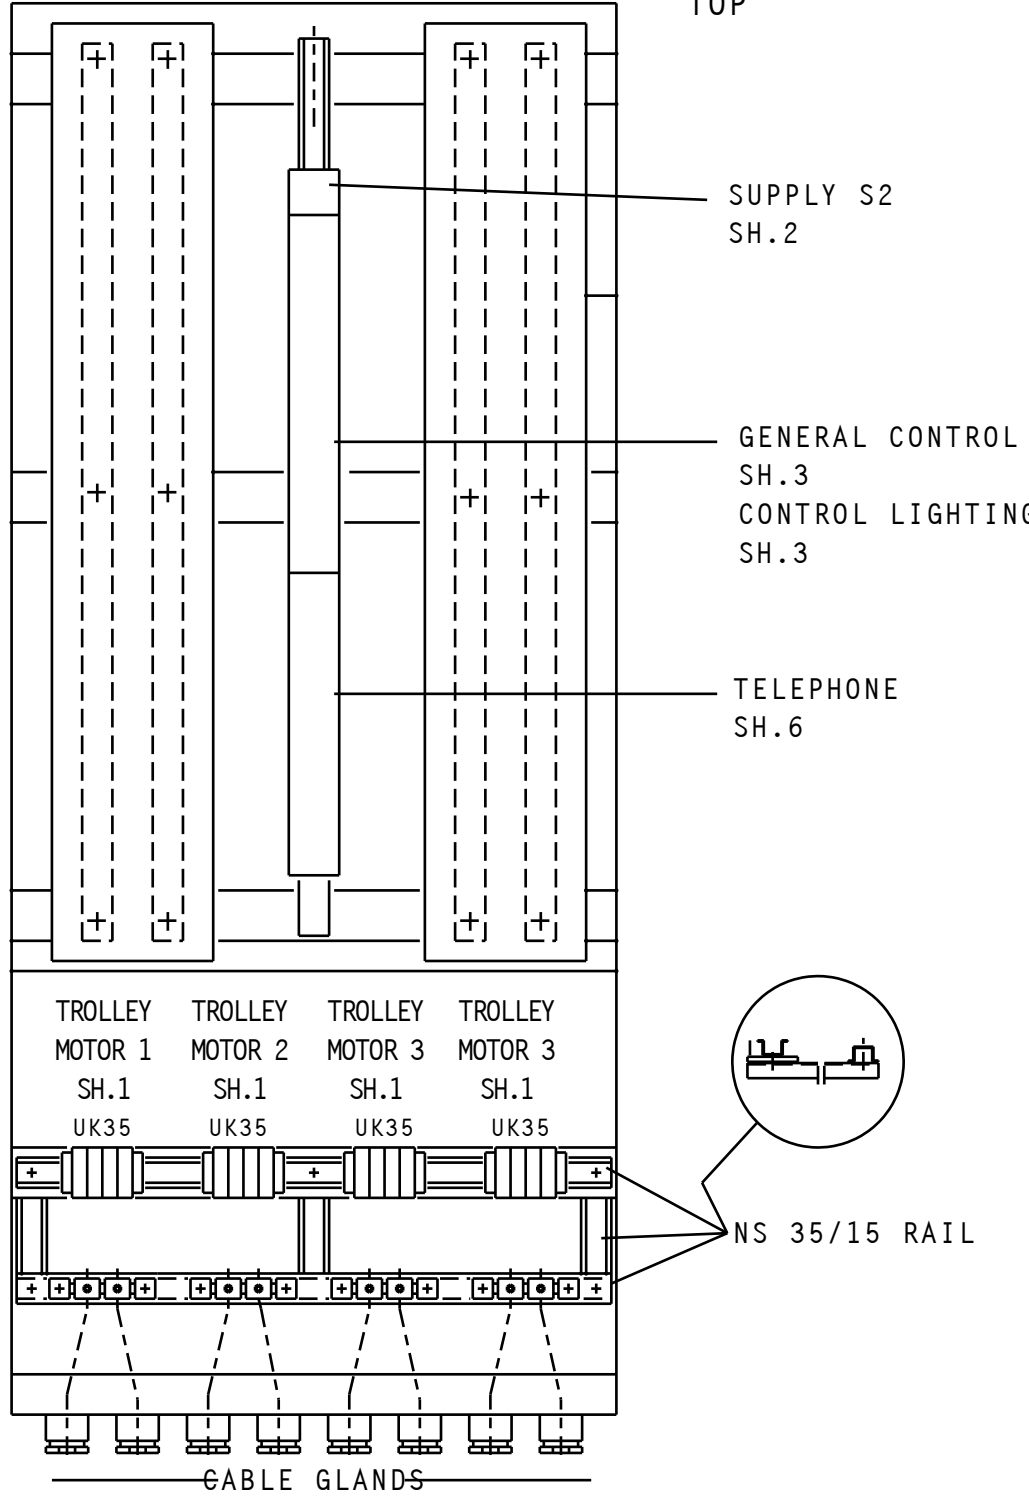 TOP
SUPPLY S2
SH.2
GENERAL CONTROL
SH.3
CONTROL LIGHTING
SH.3
TELEPHONE
SH.6
TROLLEY TROLLEY TROLLEY TROLLEY
MOTOR 1 MOTOR 2 MOTOR 3 MOTOR 3
SH.1 SH.1 SH.1 SH.1
UK35 UK35 UK35 UK35
NS 35/15 RAIL
CABLE GLANDS